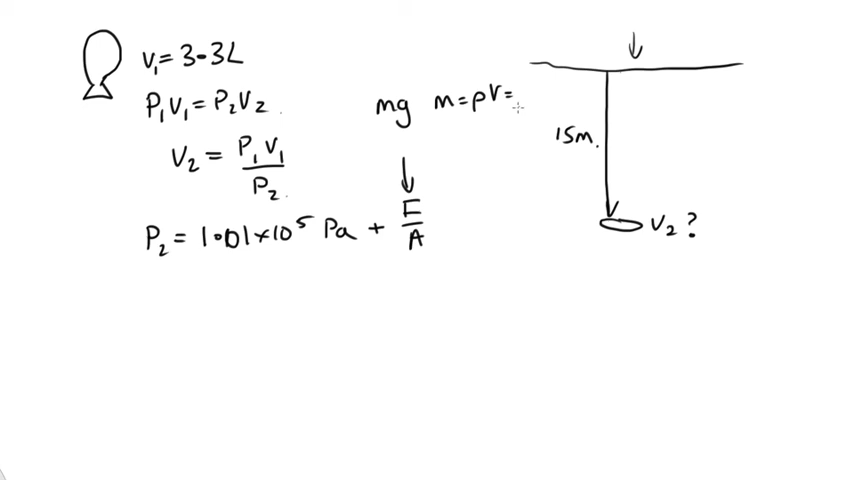 V₁ = 3·3L
P₁V₁ = P₂V₂
V₂ = P₁V₁/P₂
P₂ = 1·01×10⁵ Pa + F/A
mg m=ρV=
15m.
V₂ ?